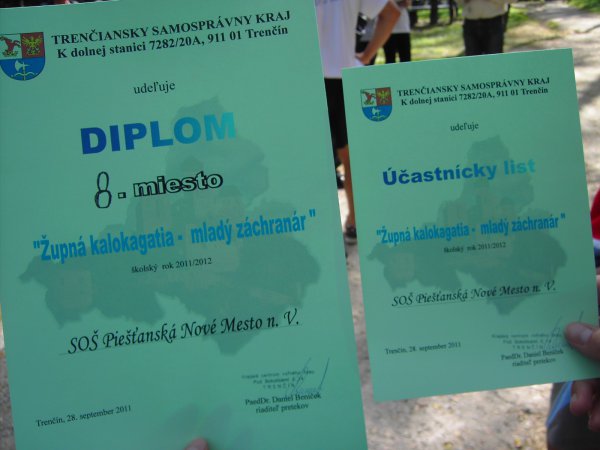 TRENČIANSKY SAMOSPRÁVNY KRAJ
K dolnej stanici 7282/20A, 911 01 Trenčín
udeľuje
DIPLOM
8. miesto
"Župná kalokagatia - mladý záchranár"
školský rok 2011/2012
SOŠ Piešťanská Nové Mesto n. V.
Trenčín, 28. september 2011
TRENČÍN
PaedDr. Daniel Beníček
riaditeľ pretekov
TRENČIANSKY SAMOSPRÁVNY KRAJ
K dolnej stanici 7282/20A, 911 01 Trenčín
udeľuje
Účastnícky list
"Župná kalokagatia - mladý záchranár"
školský rok 2011/2012
SOŠ Piešťanská Nové Mesto n. V.
Trenčín, 28. september 2011
TRENČÍN
PaedDr. Daniel Beníček
riaditeľ pretekov